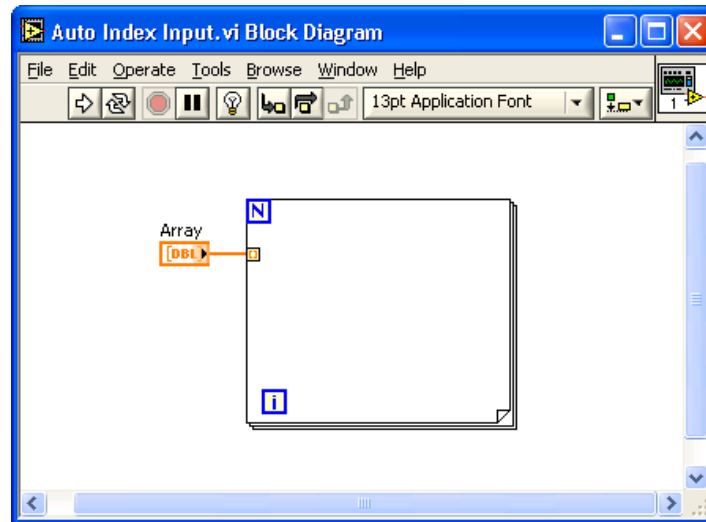 Auto Index Input.vi Block Diagram
File Edit Operate Tools Browse Window Help
13pt Application Font
1
N
Array
[DBL]
i